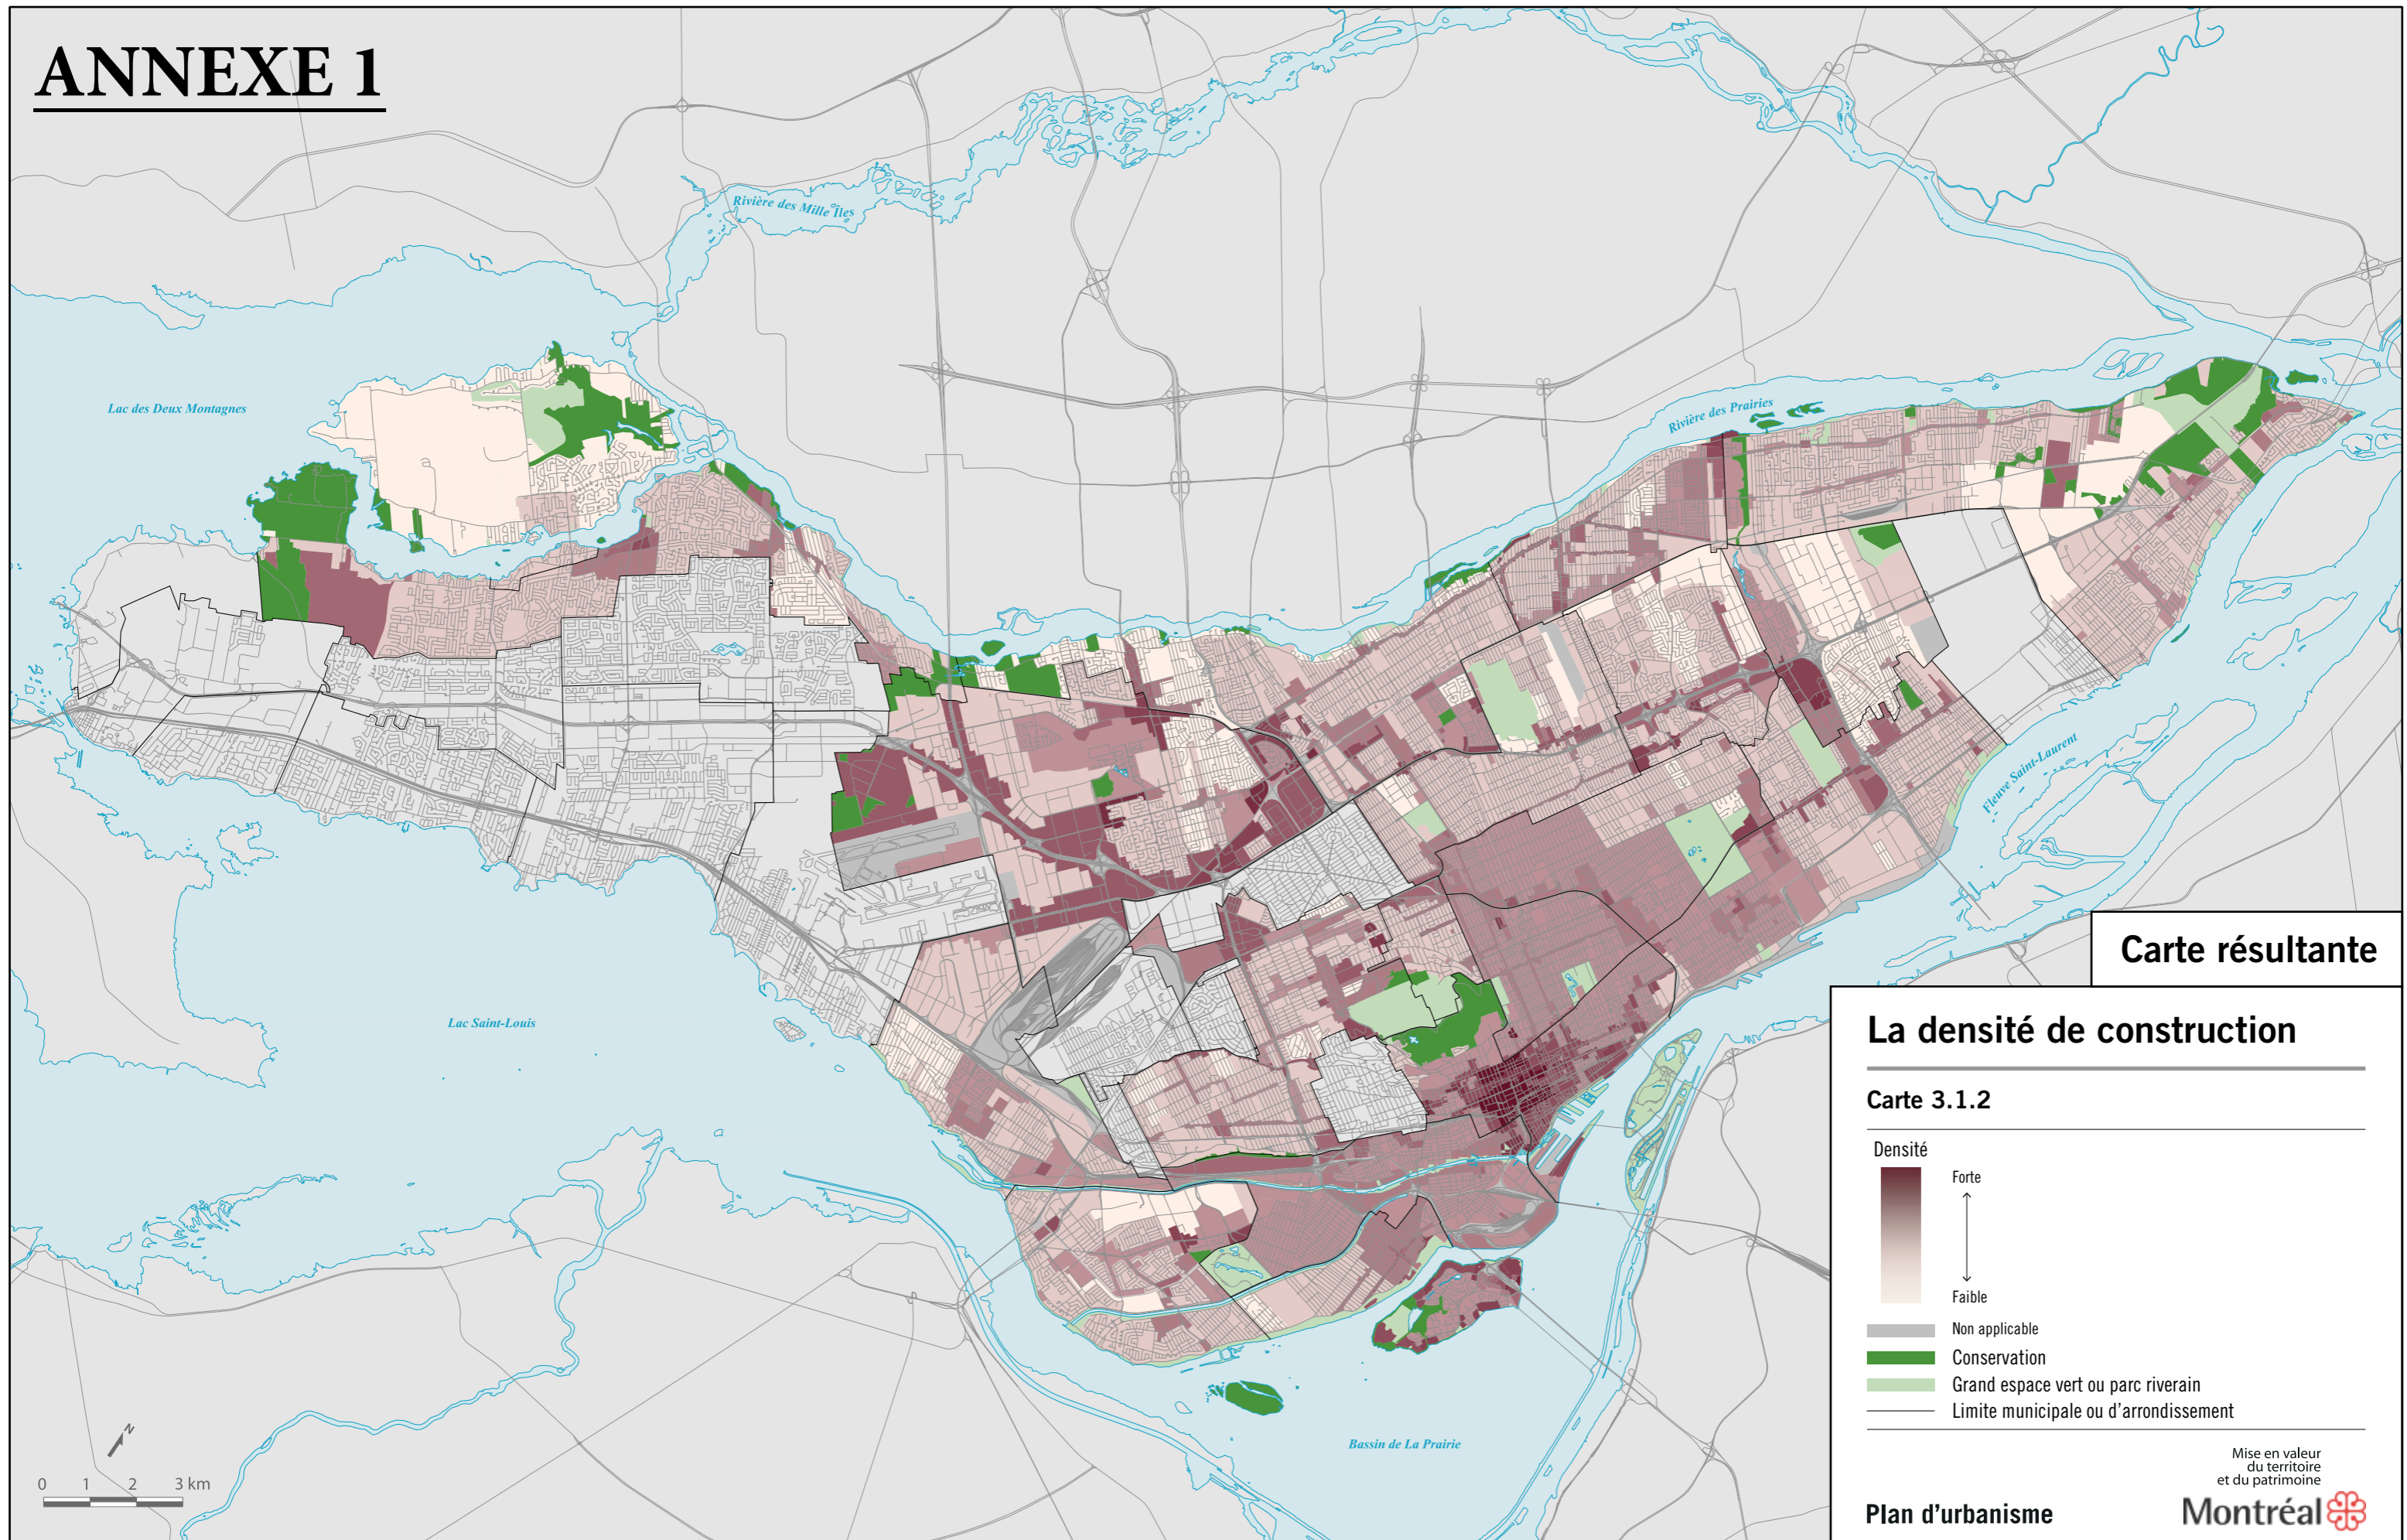 ANNEXE 1
Rivière des Mille Îles
Lac des Deux Montagnes
Rivière des Prairies
Fleuve Saint-Laurent
Lac Saint-Louis
Bassin de La Prairie
N
0 1 2 3 km
Carte résultante
La densité de construction
Carte 3.1.2
Densité
Forte
Faible
Non applicable
Conservation
Grand espace vert ou parc riverain
Limite municipale ou d'arrondissement
Mise en valeur
du territoire
et du patrimoine
Plan d'urbanisme
Montréal